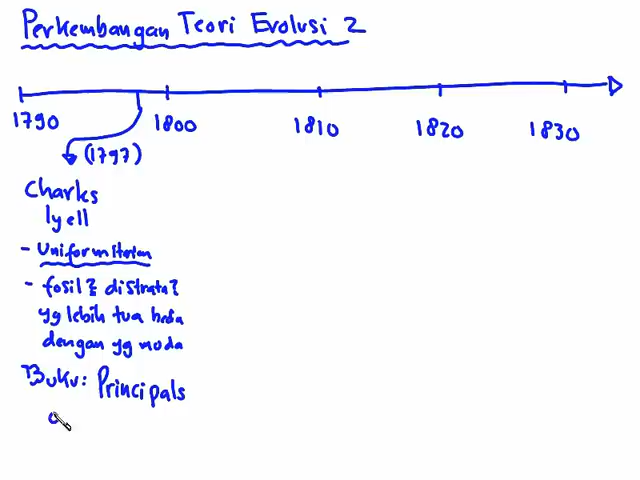 Perkembangan Teori Evolusi 2
1790 1800 1810 1820 1830
(1797)
Charles
lyell
- Uniformitarian
- fosil2 distrata2
yg lebih tua beda
dengan yg muda
Buku: Principals
o